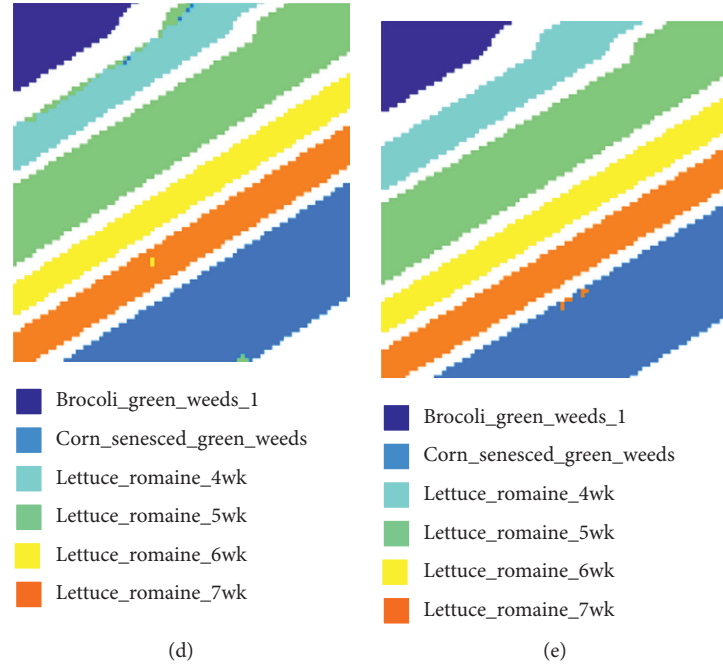 Brocoli_green_weeds_1
Corn_senesced_green_weeds
Lettuce_romaine_4wk
Lettuce_romaine_5wk
Lettuce_romaine_6wk
Lettuce_romaine_7wk
(d)
Brocoli_green_weeds_1
Corn_senesced_green_weeds
Lettuce_romaine_4wk
Lettuce_romaine_5wk
Lettuce_romaine_6wk
Lettuce_romaine_7wk
(e)